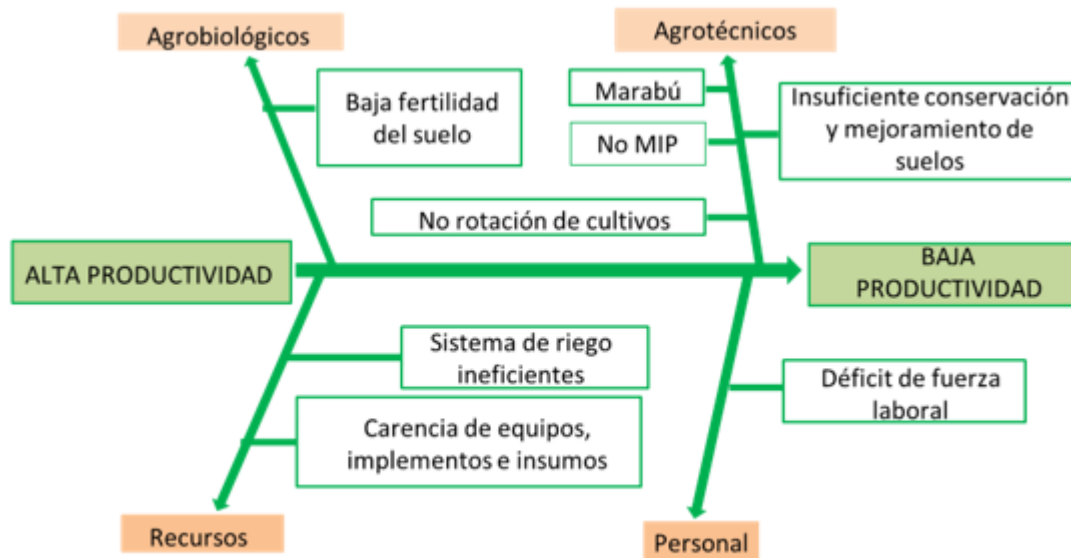 Agrobiológicos
Agrotécnicos
Baja fertilidad
del suelo
Marabú
No MIP
Insuficiente conservación
y mejoramiento de
suelos
No rotación de cultivos
ALTA PRODUCTIVIDAD
BAJA
PRODUCTIVIDAD
Sistema de riego
ineficientes
Carencia de equipos,
implementos e insumos
Déficit de fuerza
laboral
Recursos
Personal